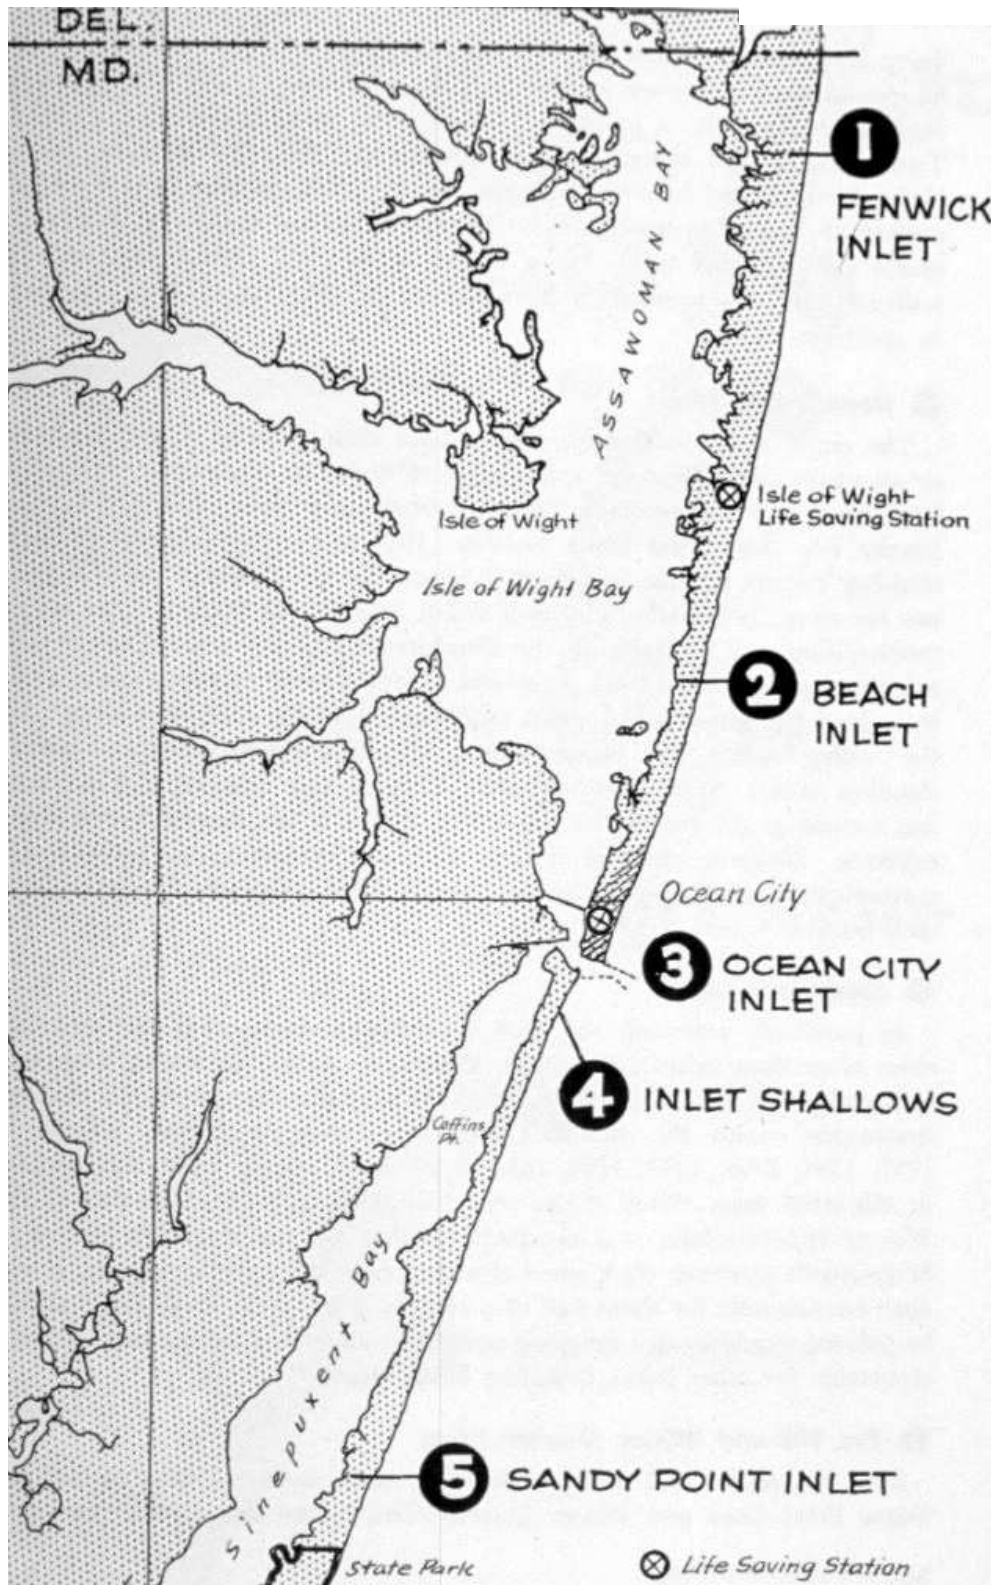 DEL.
MD.
1
FENWICK
INLET
ASSAWOMAN BAY
Isle of Wight
Life Saving Station
Isle of Wight
Isle of Wight Bay
2
BEACH
INLET
Ocean City
3
OCEAN CITY
INLET
4
INLET SHALLOWS
Coffins
Pt.
Sinepuxent Bay
5
SANDY POINT INLET
State Park
Life Saving Station